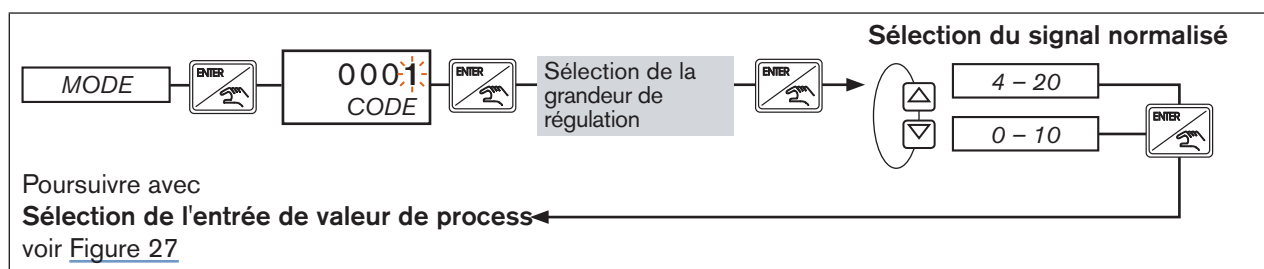 Sélection du signal normalisé
MODE
ENTER
0001
CODE
ENTER
Sélection de la
grandeur de
régulation
ENTER
4 – 20
0 – 10
ENTER
Poursuivre avec
Sélection de l'entrée de valeur de process
voir Figure 27